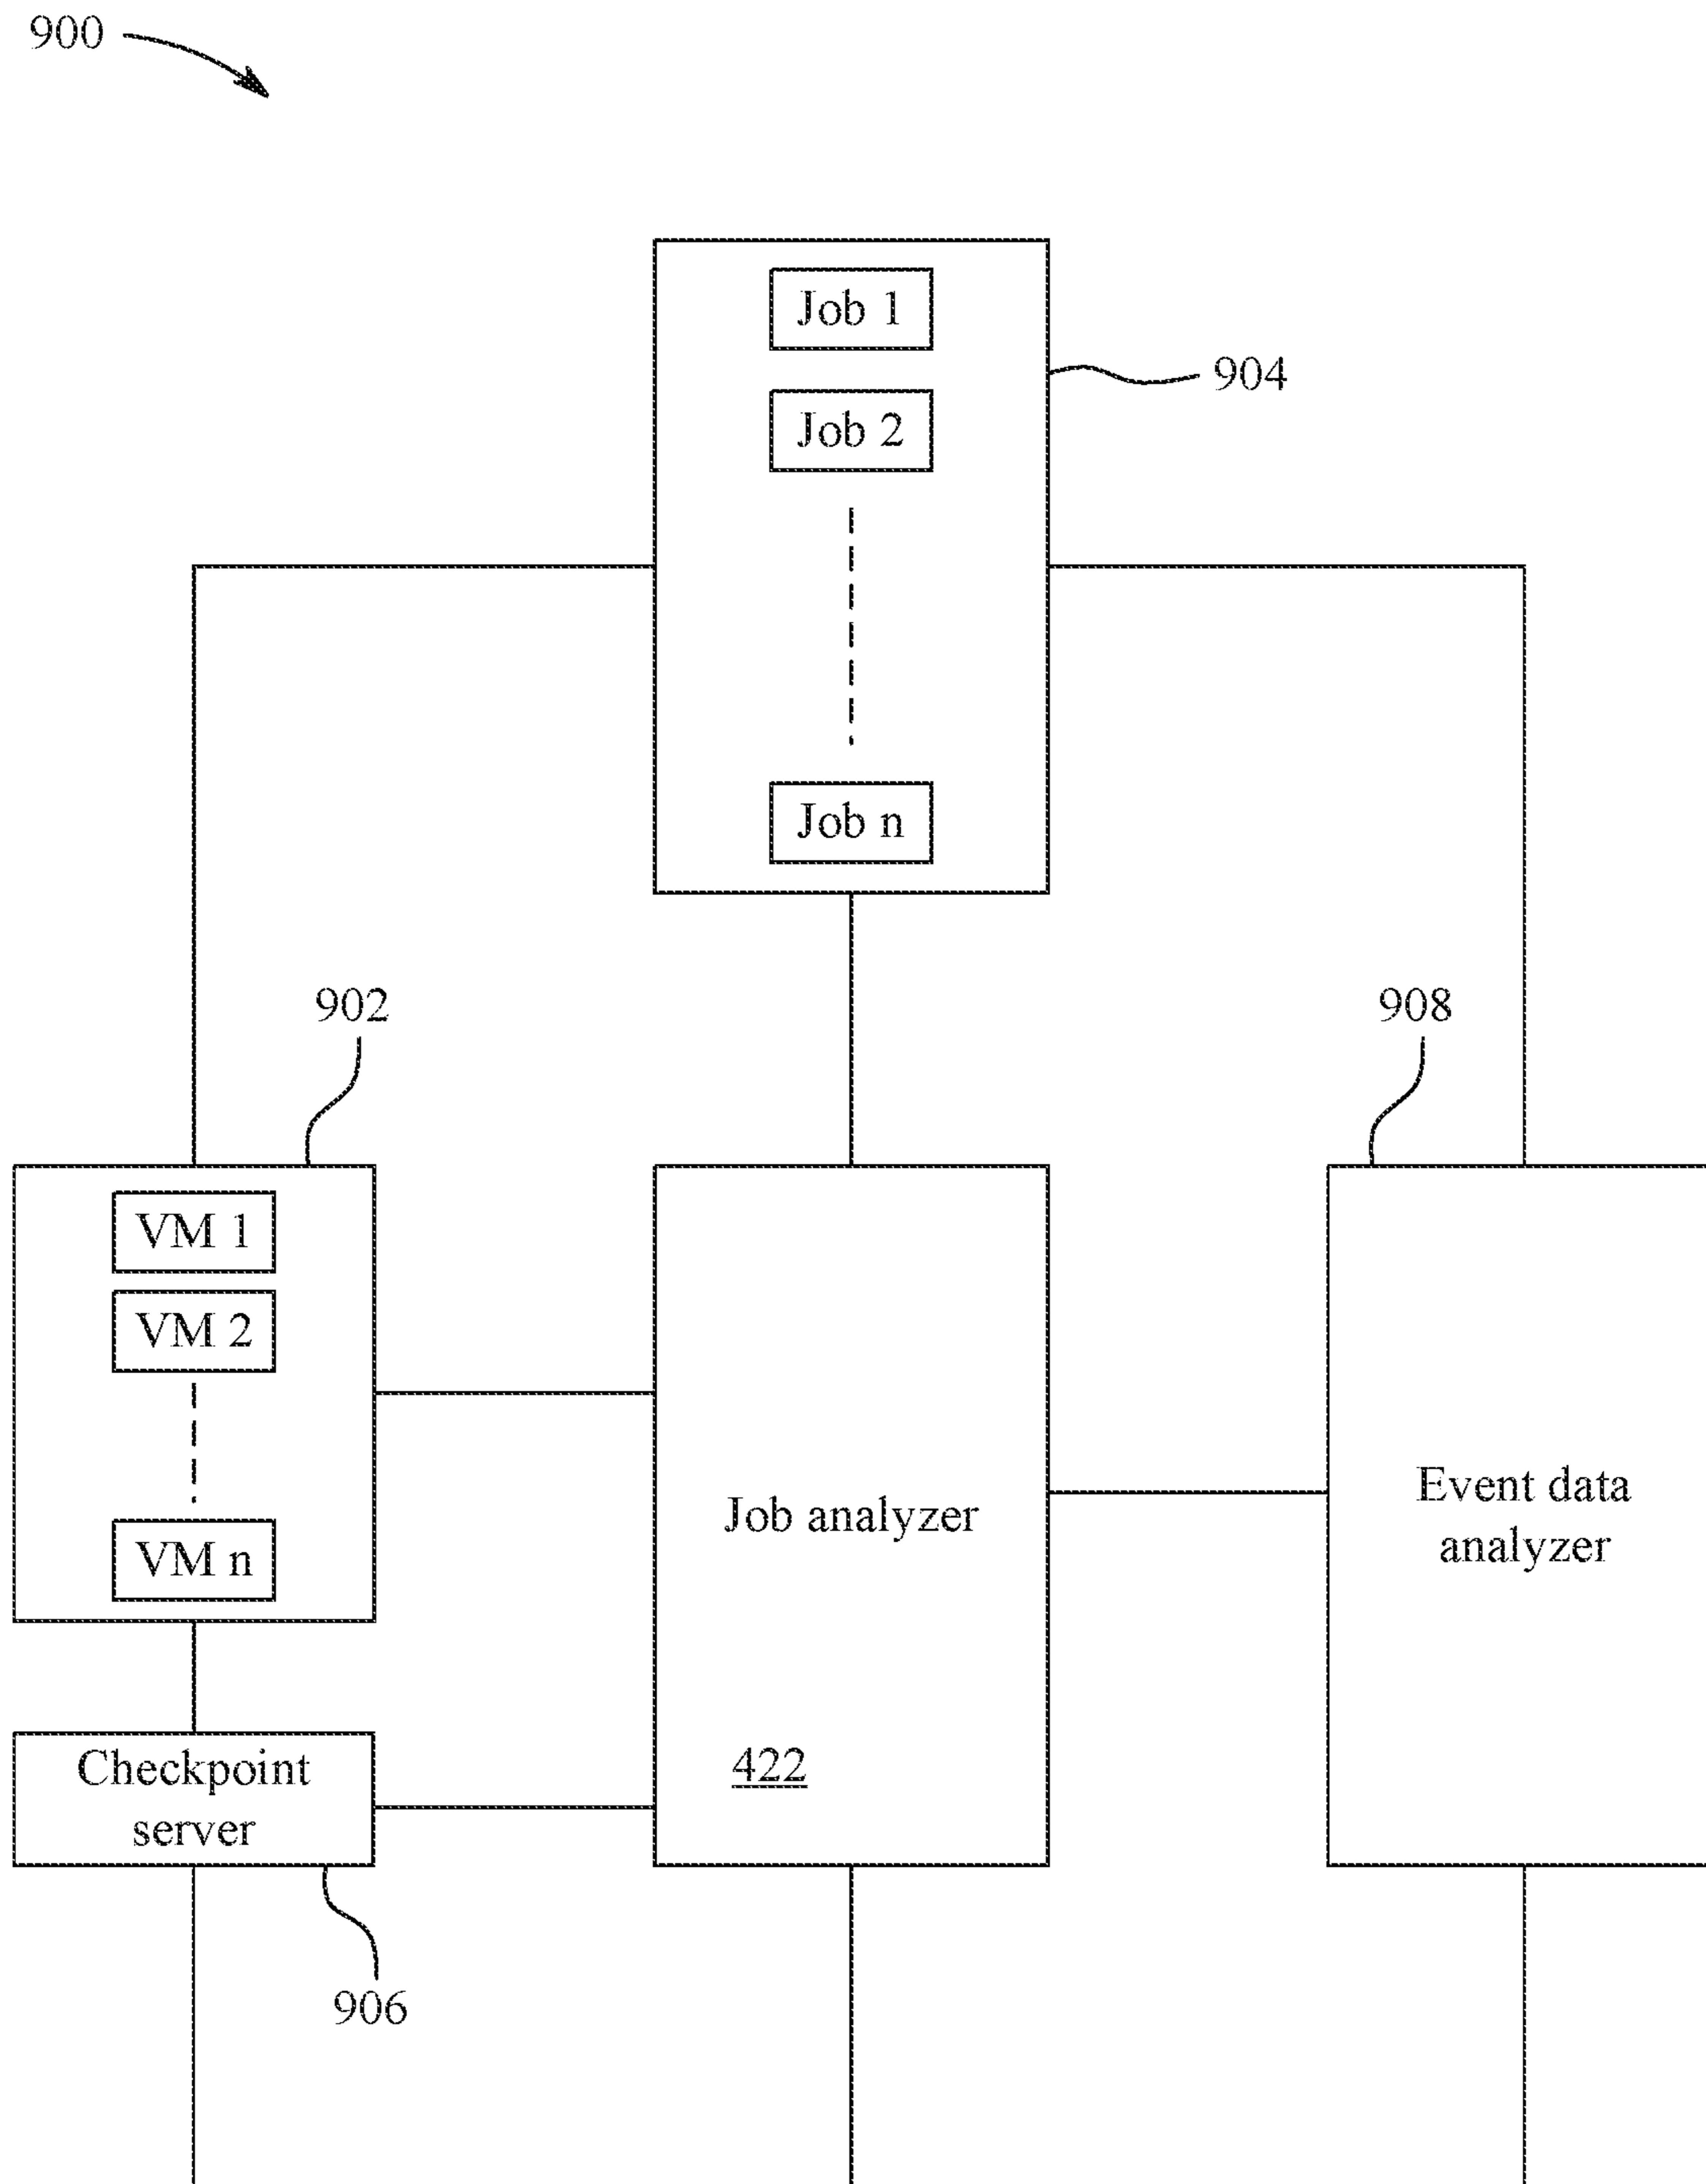 900
Job 1
904
Job 2
Job n
902
908
VM 1
VM 2
VM n
Job analyzer
422
Event data
analyzer
Checkpoint
server
906